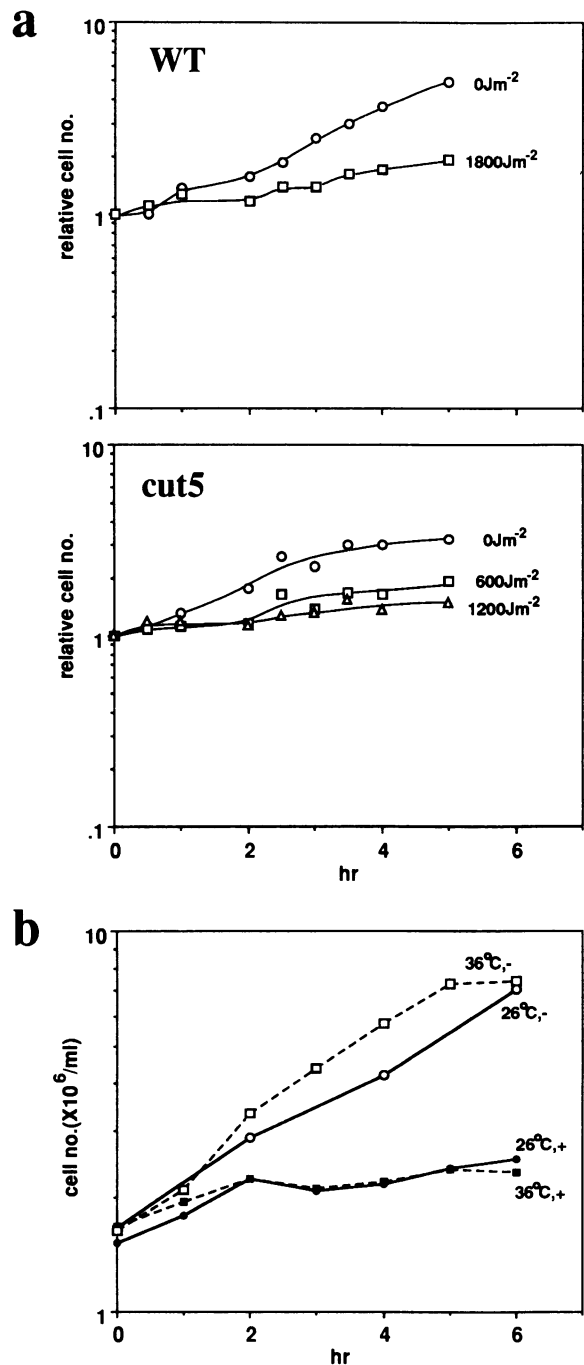 a
WT
10
1
.1
relative cell no.
0Jm-2
1800Jm-2
cut5
10
1
.1
relative cell no.
0Jm-2
600Jm-2
1200Jm-2
0 2 4 6
hr
b
10
1
cell no.(X10^6/ml)
36°C,-
26°C,-
26°C,+
36°C,+
0 2 4 6
hr